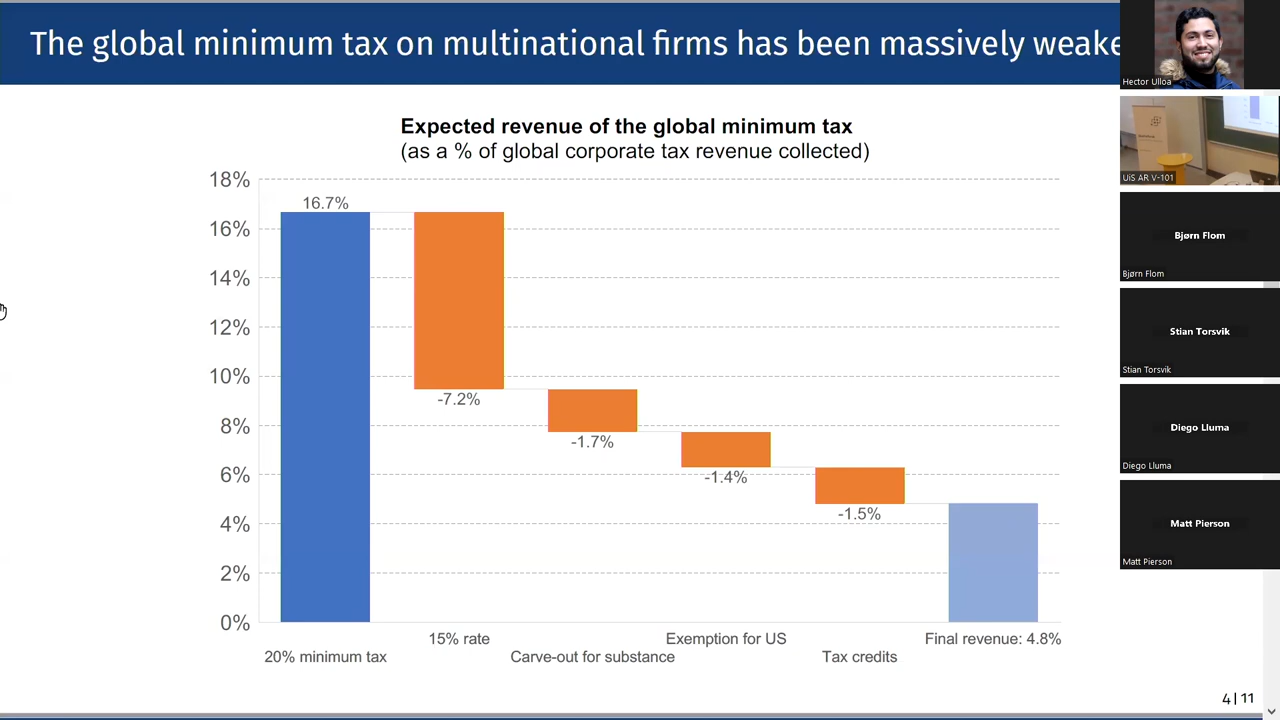 The global minimum tax on multinational firms has been massively weake
Expected revenue of the global minimum tax
(as a % of global corporate tax revenue collected)
18%
16%
14%
12%
10%
8%
6%
4%
2%
0%
16.7%
-7.2%
-1.7%
-1.4%
-1.5%
15% rate
Exemption for US
Final revenue: 4.8%
20% minimum tax
Carve-out for substance
Tax credits
4 | 11
Hector Ulloa
UiS AR V-101
Bjørn Flom
Bjørn Flom
Stian Torsvik
Stian Torsvik
Diego Lluma
Diego Lluma
Matt Pierson
Matt Pierson